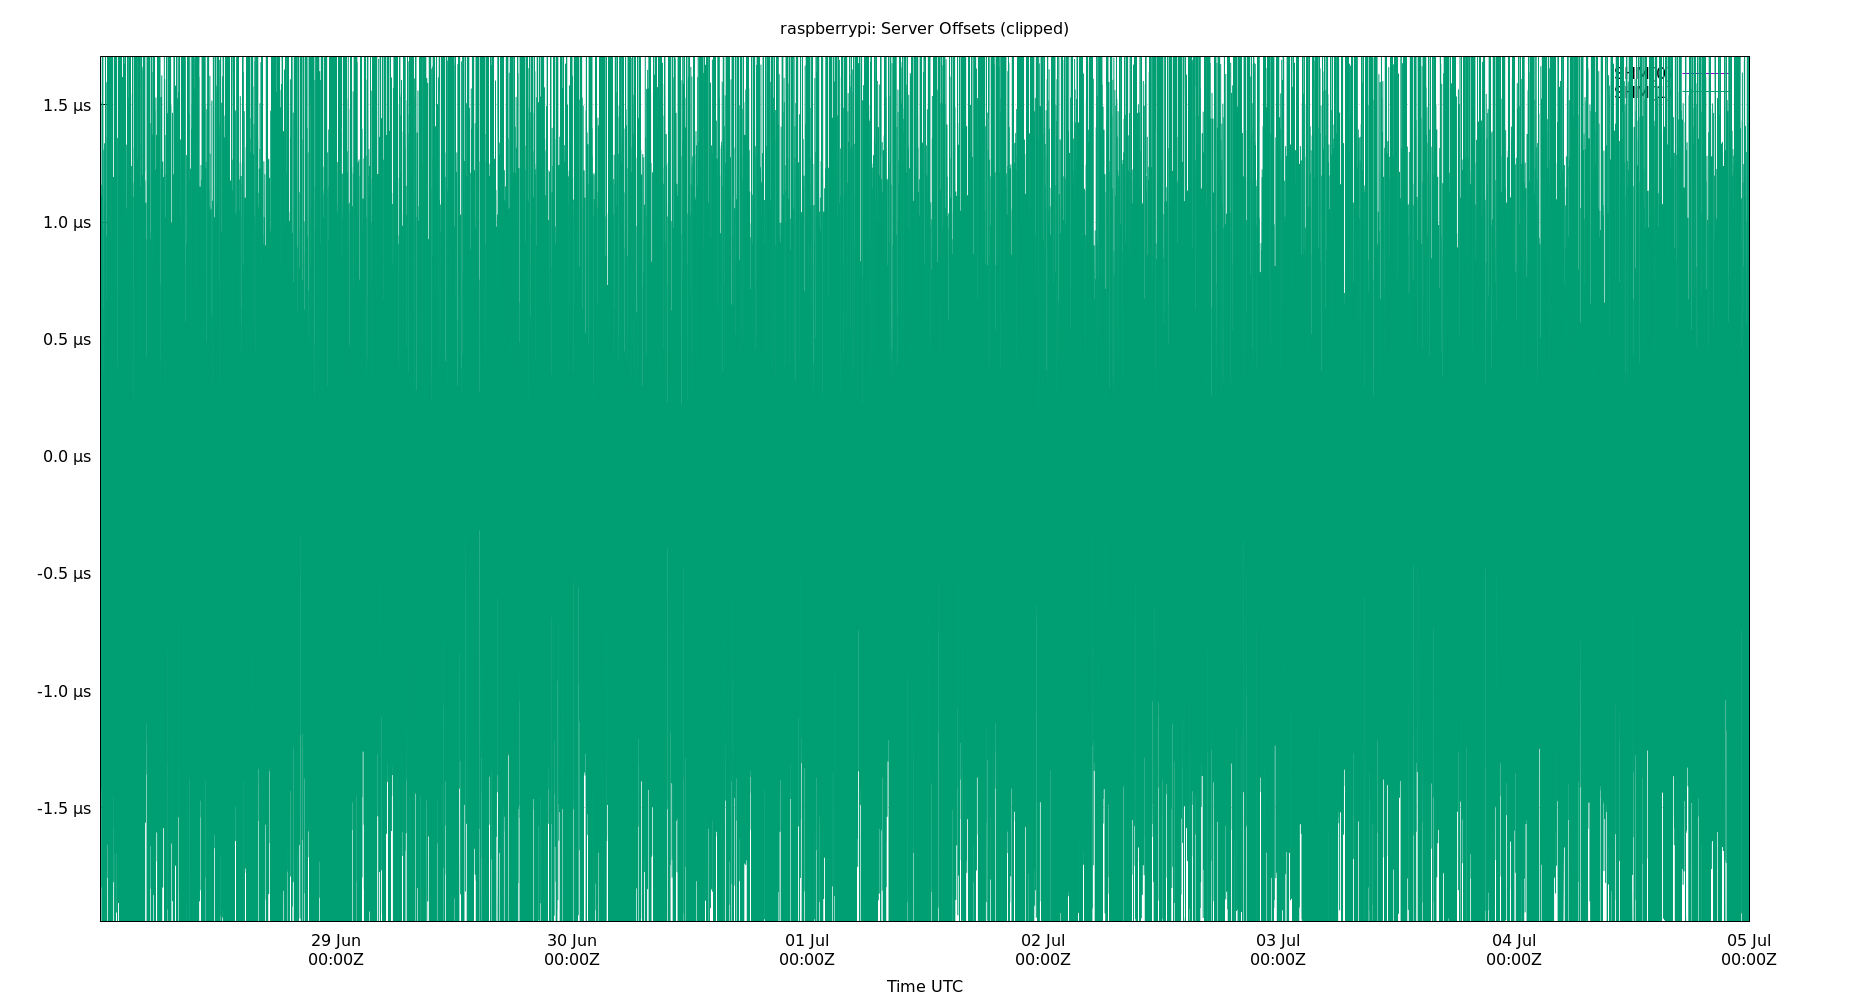 raspberrypi: Server Offsets (clipped)
1.5 µs
1.0 µs
0.5 µs
0.0 µs
-0.5 µs
-1.0 µs
-1.5 µs
29 Jun
00:00Z
30 Jun
00:00Z
01 Jul
00:00Z
02 Jul
00:00Z
03 Jul
00:00Z
04 Jul
00:00Z
05 Jul
00:00Z
Time UTC